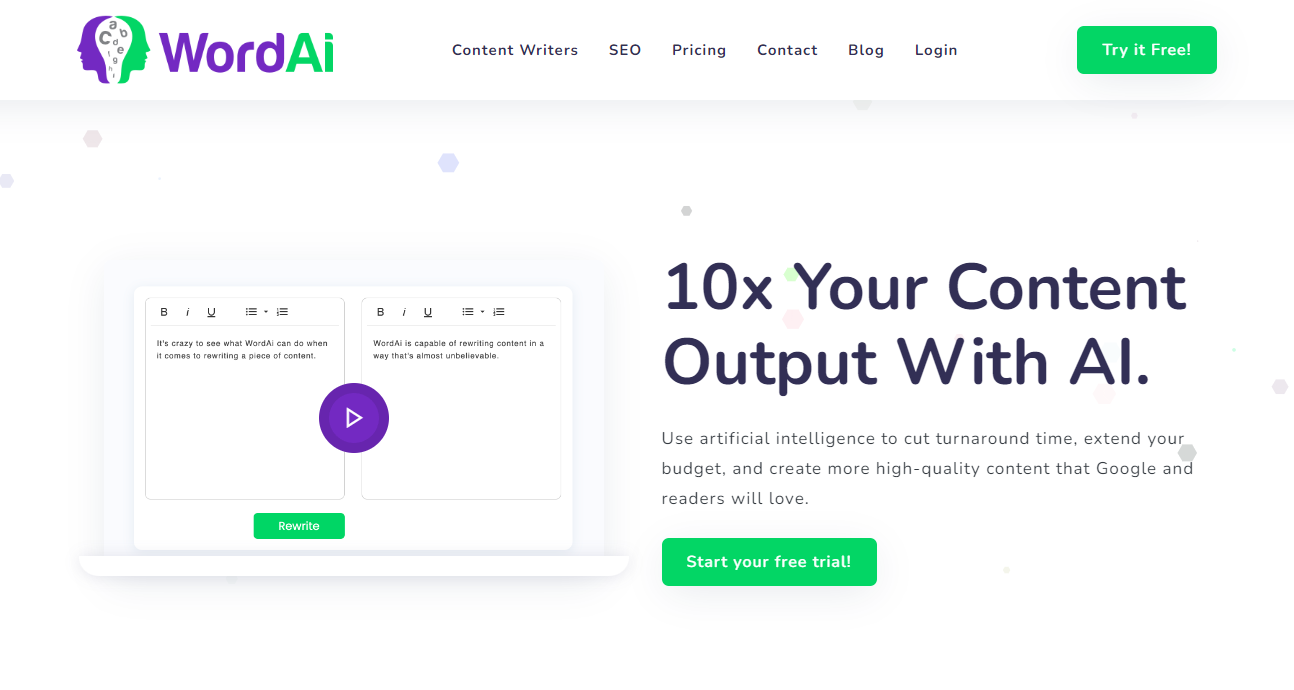 WordAi
Content Writers
SEO
Pricing
Contact
Blog
Login
Try it Free!
B i U
It's crazy to see what WordAi can do when
it comes to rewriting a piece of content.
B i U
WordAi is capable of rewriting content in a
way that's almost unbelievable.
Rewrite
10x Your Content
Output With AI.
Use artificial intelligence to cut turnaround time, extend your
budget, and create more high-quality content that Google and
readers will love.
Start your free trial!